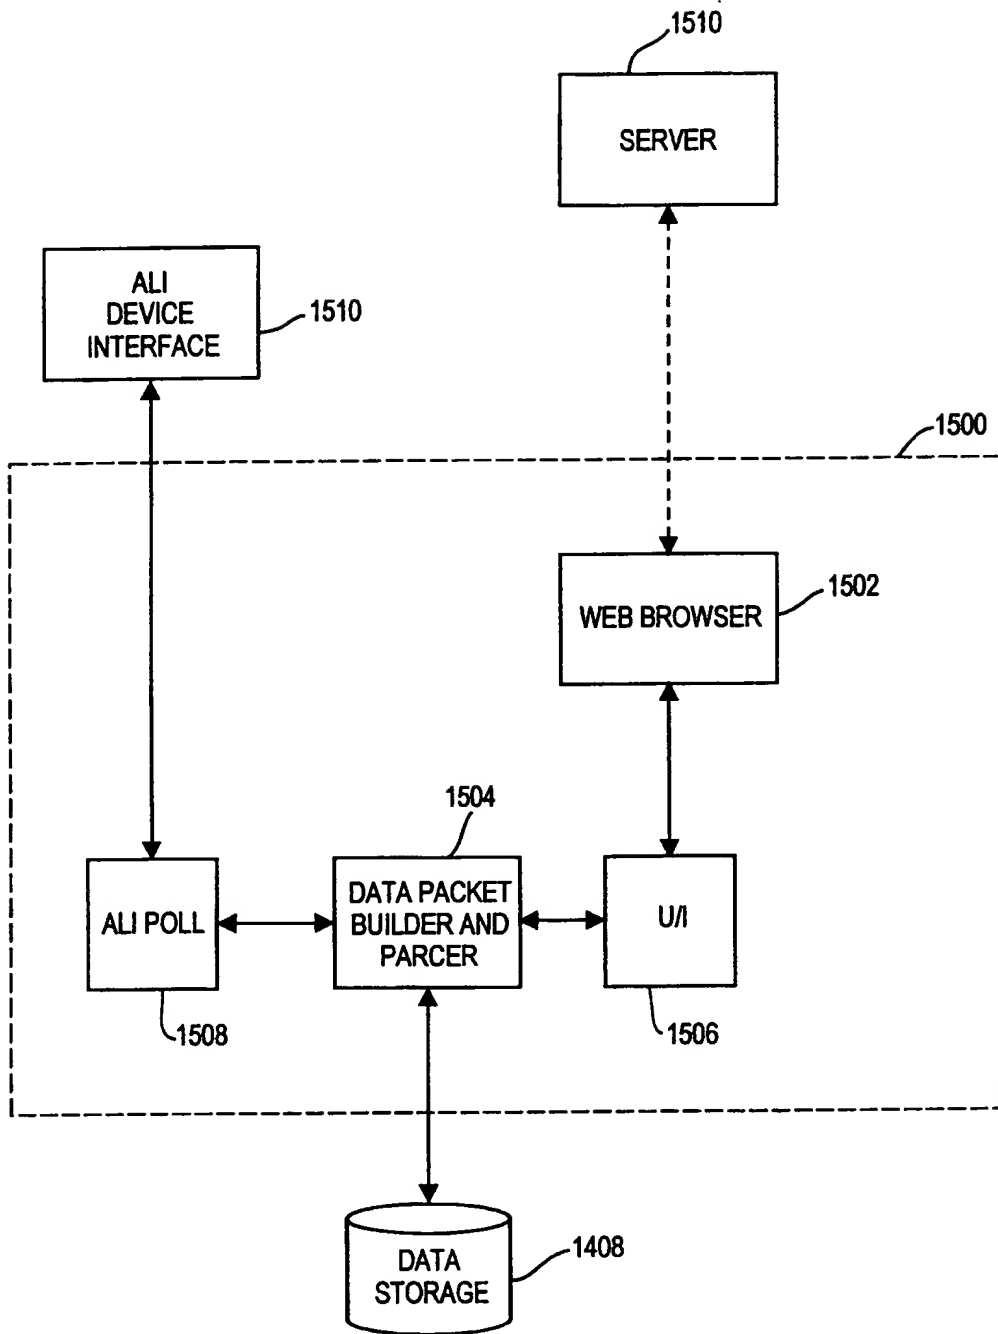 1510
SERVER
ALI
DEVICE
INTERFACE
1510
1500
WEB BROWSER
1502
1504
ALI POLL
DATA PACKET
BUILDER AND
PARCER
U/I
1508
1506
DATA
STORAGE
1408